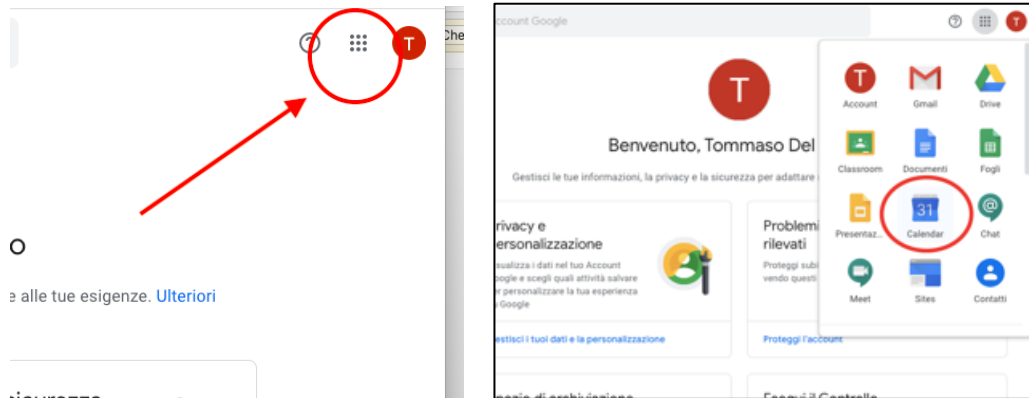 T
Che
o
e alle tue esigenze. Ulteriori
ccount Google
T
T
Benvenuto, Tommaso Del
Gestisci le tue informazioni, la privacy e la sicurezza per adattare
rivacy e
ersonalizzazione
sualizza i dati nel tuo Account
oogle e scegli quali attività salvare
er personalizzare la tua esperienza
Google
estisci i tuoi dati e la personalizzazione
Problemi
rilevati
Proteggi subi
vendo questi
Proteggi l'account
T
Account
Gmail
Drive
Classroom
Documenti
Fogli
Presentaz...
31
Calendar
Chat
Meet
Sites
Contatti